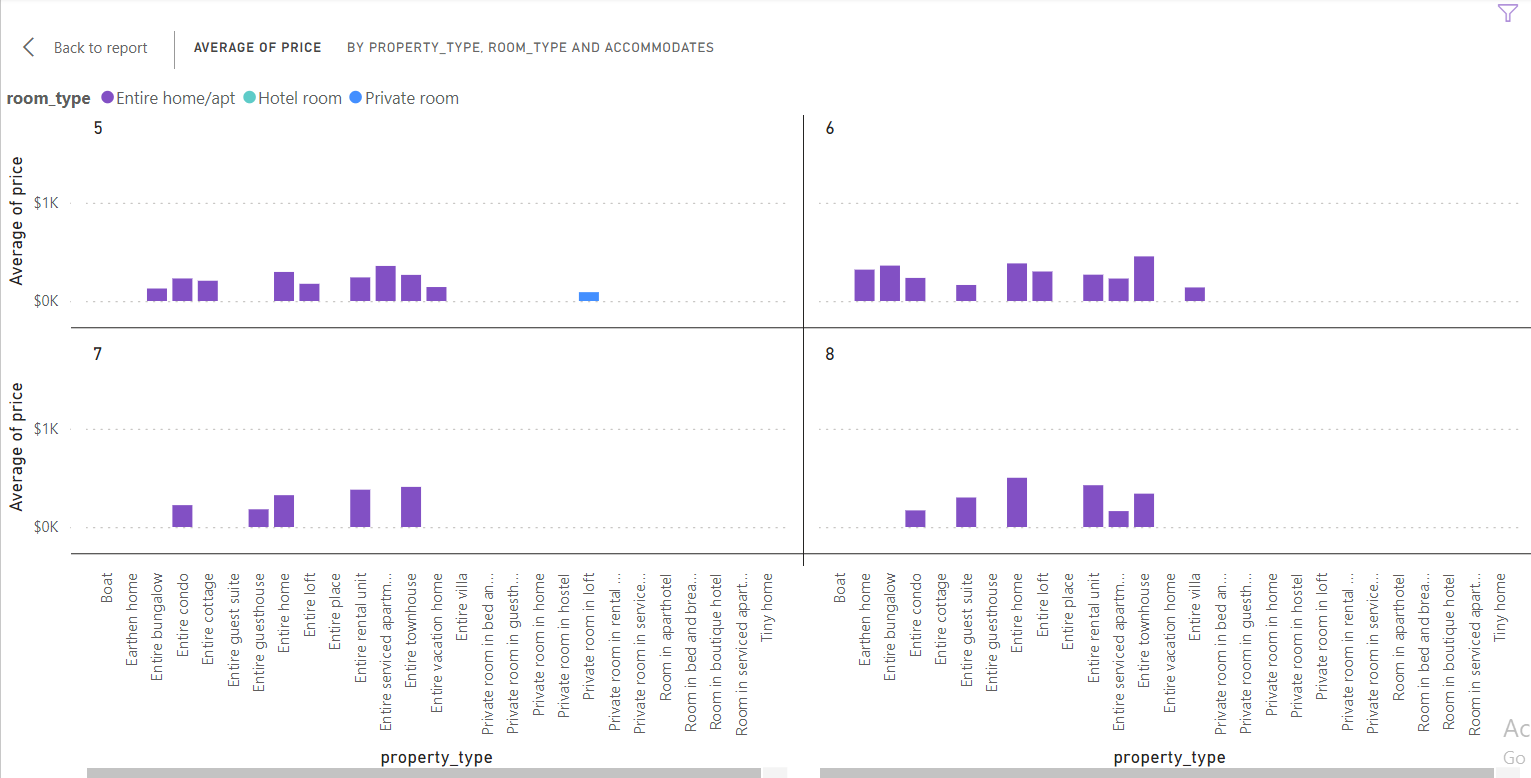 Back to report
AVERAGE OF PRICE
BY PROPERTY_TYPE, ROOM_TYPE AND ACCOMMODATES
room_type Entire home/apt Hotel room Private room
5
6
Average of price
$1K
$0K
7
8
Average of price
$1K
$0K
Boat
Earthen home
Entire bungalow
Entire condo
Entire cottage
Entire guest suite
Entire guesthouse
Entire home
Entire loft
Entire place
Entire rental unit
Entire serviced apartm...
Entire townhouse
Entire vacation home
Entire villa
Private room in bed an...
Private room in guesth...
Private room in home
Private room in hostel
Private room in loft
Private room in rental ...
Private room in service...
Room in aparthotel
Room in bed and brea...
Room in boutique hotel
Room in serviced apart...
Tiny home
property_type
Boat
Earthen home
Entire bungalow
Entire condo
Entire cottage
Entire guest suite
Entire guesthouse
Entire home
Entire loft
Entire place
Entire rental unit
Entire serviced apartm...
Entire townhouse
Entire vacation home
Entire villa
Private room in bed an...
Private room in guesth...
Private room in home
Private room in hostel
Private room in loft
Private room in rental ...
Private room in service...
Room in aparthotel
Room in bed and brea...
Room in boutique hotel
Room in serviced apart...
Tiny home
property_type
Ac
Go